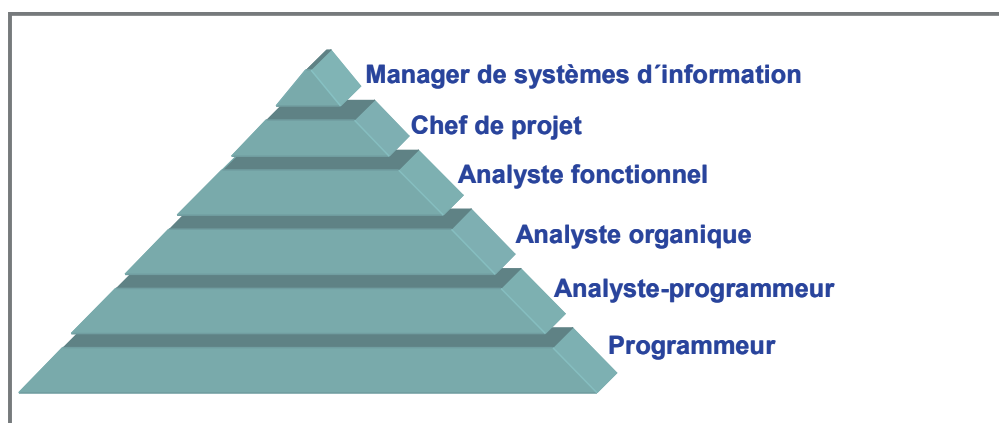 Manager de systèmes d´information
Chef de projet
Analyste fonctionnel
Analyste organique
Analyste-programmeur
Programmeur